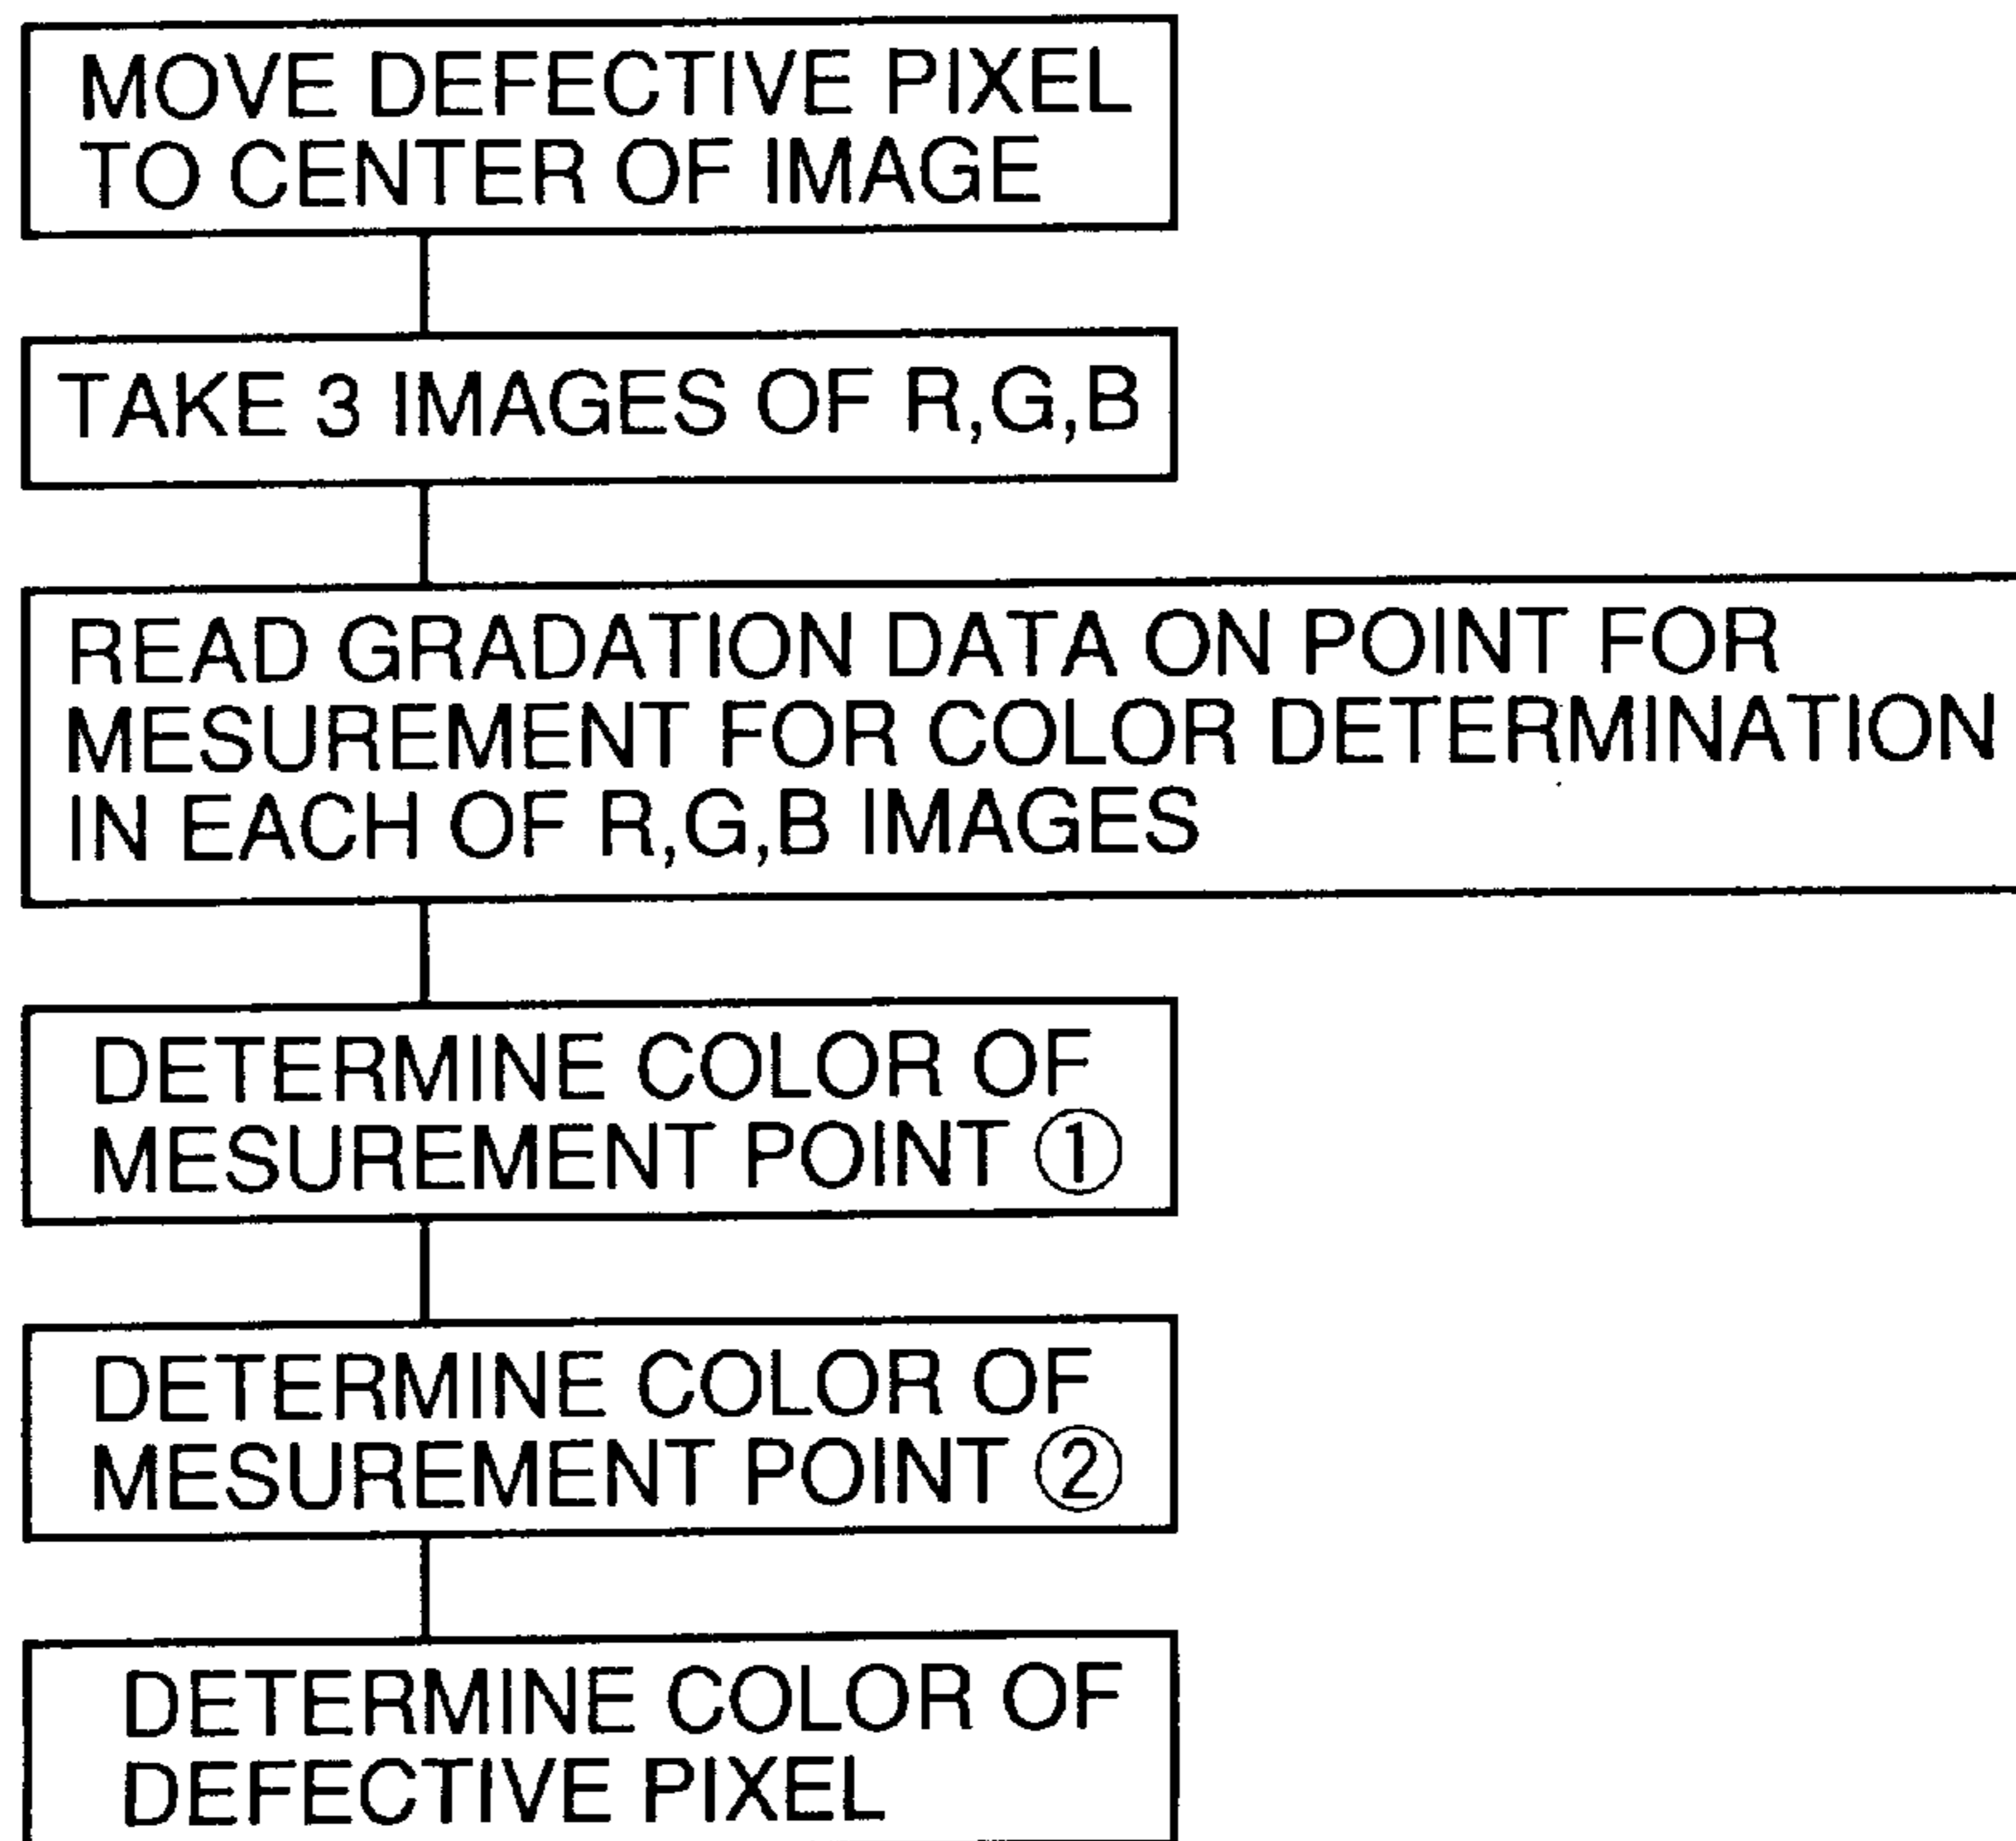 MOVE DEFECTIVE PIXEL
TO CENTER OF IMAGE
TAKE 3 IMAGES OF R,G,B
READ GRADATION DATA ON POINT FOR
MESUREMENT FOR COLOR DETERMINATION
IN EACH OF R,G,B IMAGES
DETERMINE COLOR OF
MESUREMENT POINT ①
DETERMINE COLOR OF
MESUREMENT POINT ②
DETERMINE COLOR OF
DEFECTIVE PIXEL